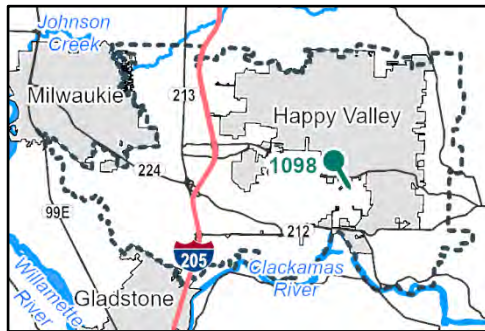 Johnson
Creek
Milwaukie
213
Happy Valley
1098
224
99E
212
205
Clackamas
River
Willamette
River
Gladstone